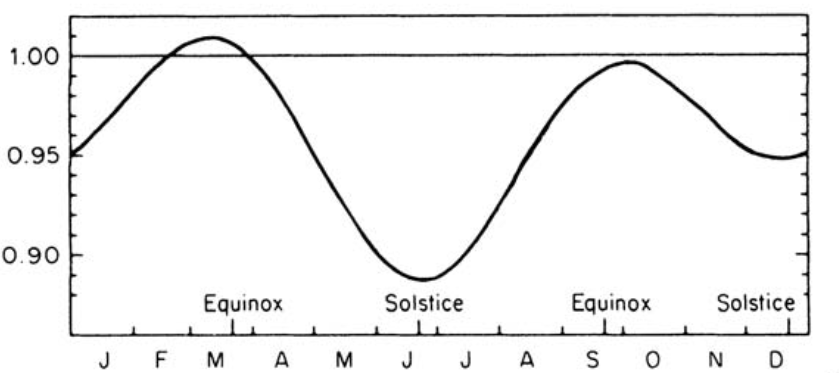 1.00
0.95
0.90
Equinox Solstice Equinox Solstice
J F M A M J J A S O N D